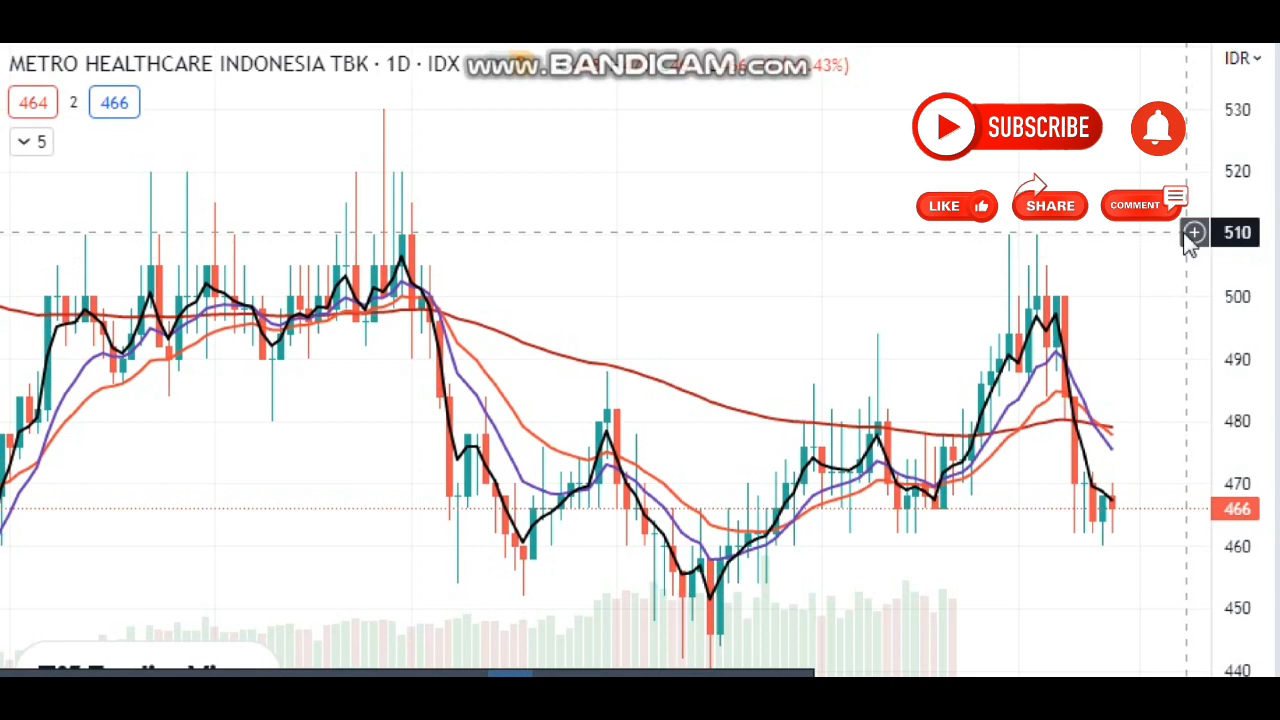 METRO HEALTHCARE INDONESIA TBK · 1D · IDX
www.BANDICAM.com
43%)
IDR
464 2 466
5
SUBSCRIBE
LIKE
SHARE
COMMENT
530
520
510
500
490
480
470
466
460
450
440